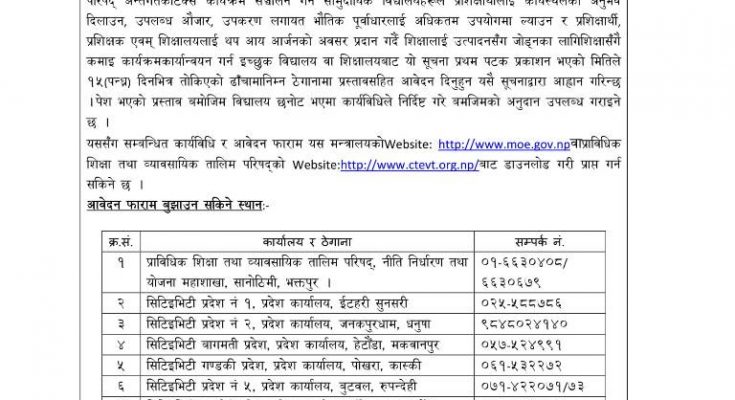 परिषद् अन्तर्गतकाटिक्स कार्यक्रम सञ्चालन गर्ने सामुदायिक विद्यालयहरूले प्रशिक्षार्थीलाई कार्यस्थलको अनुभव
दिलाउन, उपलब्ध औजार, उपकरण लगायत भौतिक पूर्वाधारलाई अधिकतम उपयोगमा ल्याउन र प्रशिक्षार्थी,
प्रशिक्षक एवम् शिक्षालयलाई थप आय आर्जनको अवसर प्रदान गर्दै शिक्षालाई उत्पादनसँग जोड्नका लागिशिक्षासँगै
कमाइ कार्यक्रमकार्यान्वयन गर्न इच्छुक विद्यालय वा शिक्षालयबाट यो सूचना प्रथम पटक प्रकाशन भएको मितिले
१५(पन्ध्र) दिनभित्र तोकिएको ढाँचामानिम्न ठेगानामा प्रस्तावसहित आवेदन दिनुहुन यसै सूचनाद्वारा आह्वान गरिन्छ
।पेश भएको प्रस्ताव बमोजिम विद्यालय छनोट भएमा कार्यविधिले निर्दिष्ट गरे बमजिमको अनुदान उपलब्ध गराइने
छ ।
यससँग सम्बन्धित कार्यविधि र आवेदन फाराम यस मन्त्रालयकोWebsite: http://www.moe.gov.npवाप्राविधिक
शिक्षा तथा व्यावसायिक तालिम परिषद्को Website:http://www.ctevt.org.np/बाट डाउनलोड गरी प्राप्त गर्न
सकिने छ ।
आवेदन फाराम बुझाउन सकिने स्थान:-
क्र.सं. कार्यालय र ठेगाना सम्पर्क नं.
१ प्राविधिक शिक्षा तथा व्यावसायिक तालिम परिषद्, नीति निर्धारण तथा ०१-६६३०४०८/
योजना महाशाखा, सानोठिमी, भक्तपुर । ६६३०६७९
२ सिटिइभिटी प्रदेश नं १, प्रदेश कार्यालय, ईटहरी सुनसरी ०२५-५८८७८६
३ सिटिइभिटी प्रदेश नं २, प्रदेश कार्यालय, जनकपुरधाम, धनुषा ९८४८०२४१४०
४ सिटिइभिटी बागमती प्रदेश, प्रदेश कार्यालय, हेटौंडा, मकवानपुर ०५७-५२४९९१
५ सिटिइभिटी गण्डकी प्रदेश, प्रदेश कार्यालय, पोखरा, कास्की ०६१-५३२२७२
६ सिटिइभिटी प्रदेश नं ५, प्रदेश कार्यालय, बुटवल, रुपन्देही ०७१-४२२०७१/७३